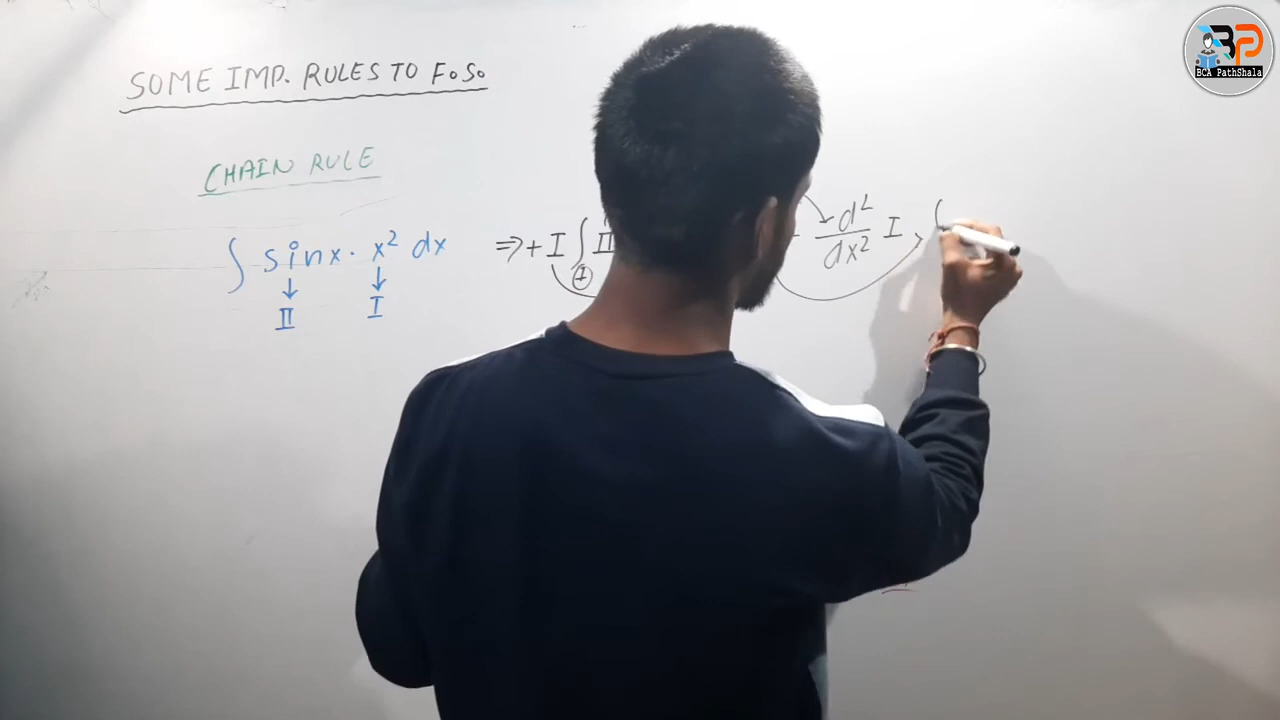 SOME IMP. RULES TO F.S.
CHAIN RULE
∫ sinx · x² dx ⇒ + I ∫ II d²/dx² I
↓ ↓
II I
(I)
BCA PathShala